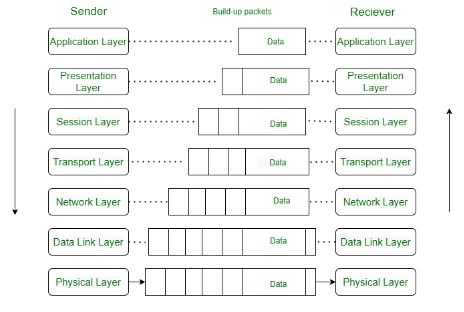 Sender Build-up packets Reciever
Application Layer Data Application Layer
Presentation Layer Data Presentation Layer
Session Layer Data Session Layer
Transport Layer Data Transport Layer
Network Layer Data Network Layer
Data Link Layer Data Data Link Layer
Physical Layer Data Physical Layer